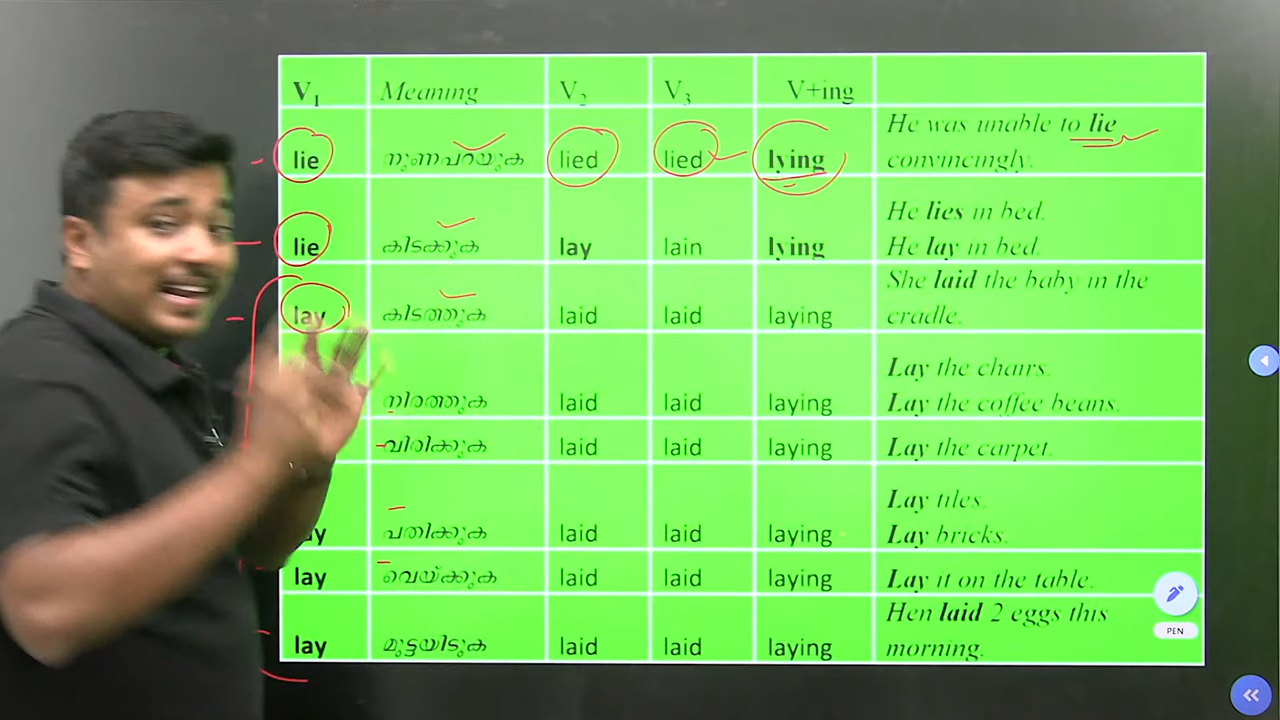 V1 Meaning V2 V3 V+ing
lie നുണപറയുക lied lied lying He was unable to lie
convincingly.
lie കിടക്കുക lay lain lying He lies in bed.
He lay in bed.
lay കിടത്തുക laid laid laying She laid the baby in the
cradle.
നിരത്തുക laid laid laying Lay the chairs.
Lay the coffee beans.
വിരിക്കുക laid laid laying Lay the carpet.
പതിക്കുക laid laid laying Lay tiles.
Lay bricks.
lay വെയ്ക്കുക laid laid laying Lay it on the table.
lay മുട്ടയിടുക laid laid laying Hen laid 2 eggs this
morning.
PEN